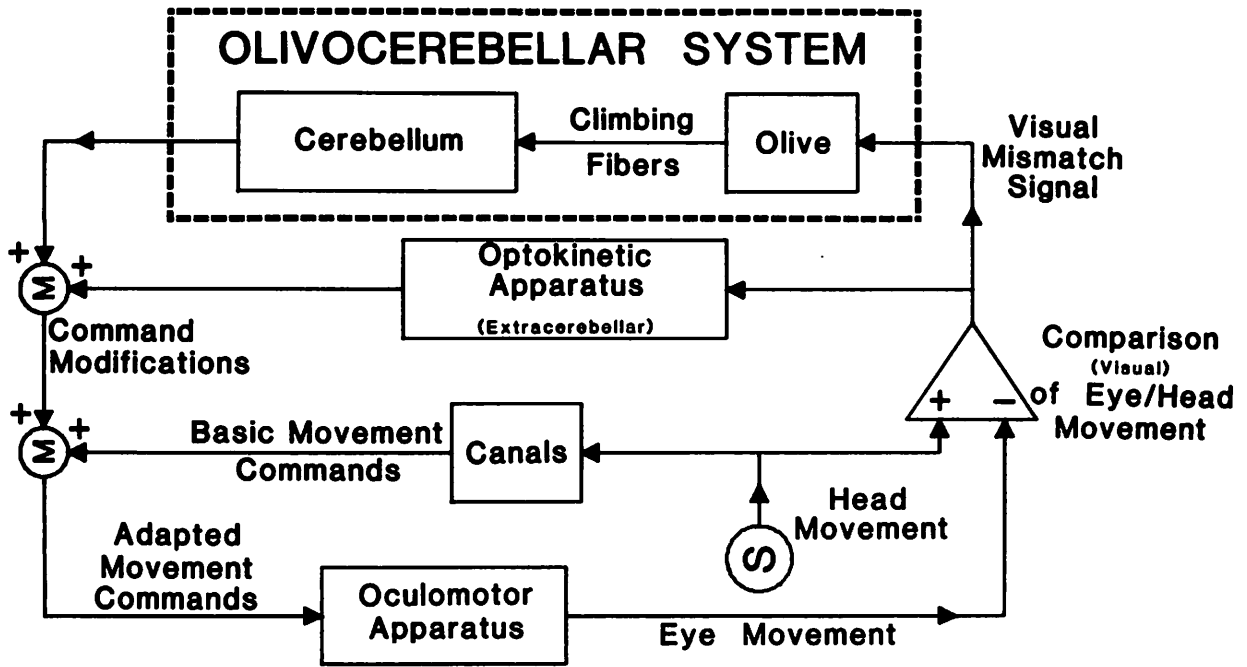 OLIVOCEREBELLAR SYSTEM
Cerebellum
Climbing
Fibers
Olive
Visual
Mismatch
Signal
+
+
M
Optokinetic
Apparatus
(Extracerebellar)
Command
Modifications
Comparison
(Visual)
of Eye/Head
Movement
+ −
+
+
M
Basic Movement
Commands
Canals
Head
Movement
S
Adapted
Movement
Commands
Oculomotor
Apparatus
Eye Movement